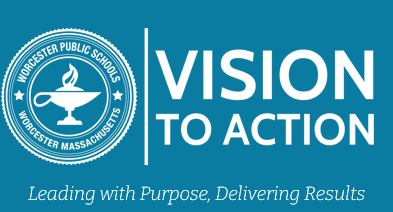 WORCESTER PUBLIC SCHOOLS
WORCESTER MASSACHUSETTS
VISION
TO ACTION
Leading with Purpose, Delivering Results